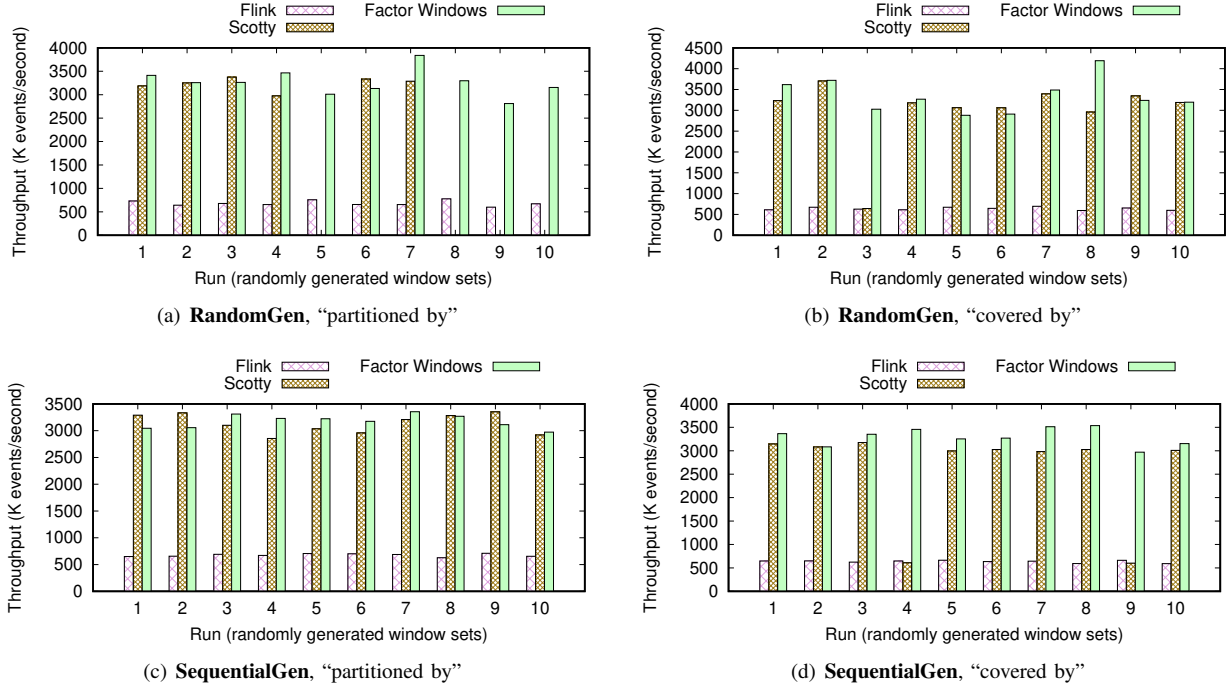 Flink
Factor Windows
Scotty
Throughput (K events/second)
4000
3500
3000
2500
2000
1500
1000
500
0
1 2 3 4 5 6 7 8 9 10
Run (randomly generated window sets)
(a) RandomGen, “partitioned by”
Flink
Factor Windows
Scotty
Throughput (K events/second)
4500
4000
3500
3000
2500
2000
1500
1000
500
0
1 2 3 4 5 6 7 8 9 10
Run (randomly generated window sets)
(b) RandomGen, “covered by”
Flink
Factor Windows
Scotty
Throughput (K events/second)
3500
3000
2500
2000
1500
1000
500
0
1 2 3 4 5 6 7 8 9 10
Run (randomly generated window sets)
(c) SequentialGen, “partitioned by”
Flink
Factor Windows
Scotty
Throughput (K events/second)
4000
3500
3000
2500
2000
1500
1000
500
0
1 2 3 4 5 6 7 8 9 10
Run (randomly generated window sets)
(d) SequentialGen, “covered by”